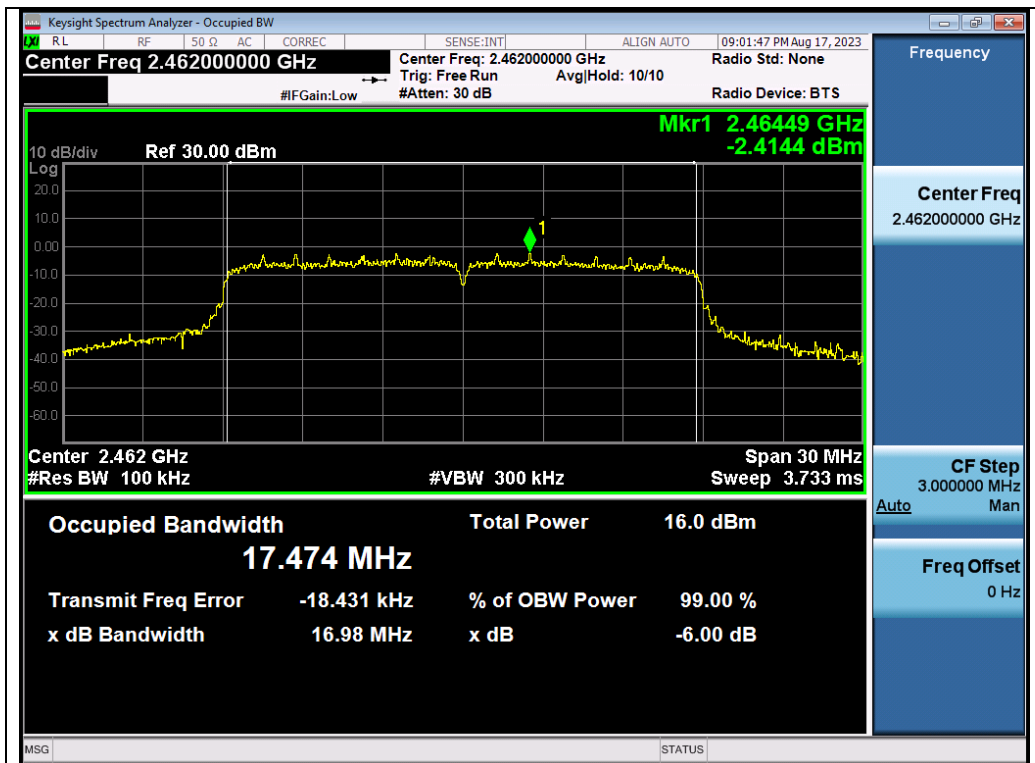 Keysight Spectrum Analyzer - Occupied BW
LXI RL RF 50 Ω AC CORREC SENSE:INT ALIGN AUTO 09:01:47 PM Aug 17, 2023
Center Freq 2.462000000 GHz
Center Freq: 2.462000000 GHz Radio Std: None
Trig: Free Run Avg|Hold: 10/10
#IFGain:Low #Atten: 30 dB Radio Device: BTS
Frequency
Mkr1 2.46449 GHz
-2.4144 dBm
10 dB/div Ref 30.00 dBm
Log
20.0
10.0
0.00
-10.0
-20.0
-30.0
-40.0
-50.0
-60.0
1
Center 2.462 GHz Span 30 MHz
#Res BW 100 kHz #VBW 300 kHz Sweep 3.733 ms
Occupied Bandwidth Total Power 16.0 dBm
17.474 MHz
Transmit Freq Error -18.431 kHz % of OBW Power 99.00 %
x dB Bandwidth 16.98 MHz x dB -6.00 dB
Center Freq
2.462000000 GHz
CF Step
3.000000 MHz
Auto Man
Freq Offset
0 Hz
MSG STATUS